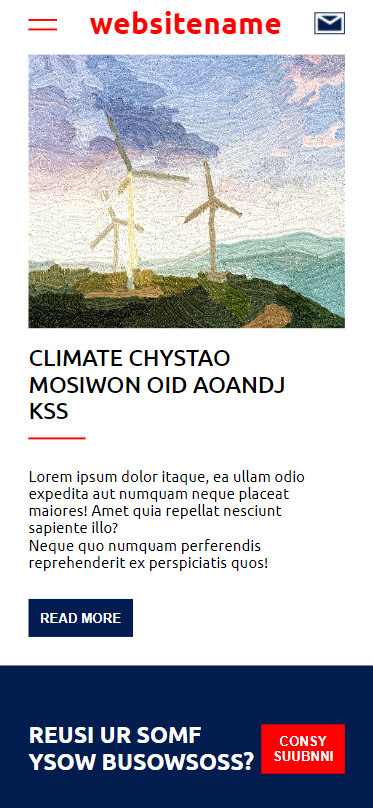 websitename
CLIMATE CHYSTAO
MOSIWON OID AOANDJ
KSS
Lorem ipsum dolor itaque, ea ullam odio
expedita aut numquam neque placeat
maiores! Amet quia repellat nesciunt
sapiente illo?
Neque quo numquam perferendis
reprehenderit ex perspiciatis quos!
READ MORE
REUSI UR SOMF
YSOW BUSOWSOSS?
CONSY
SUUBNNI